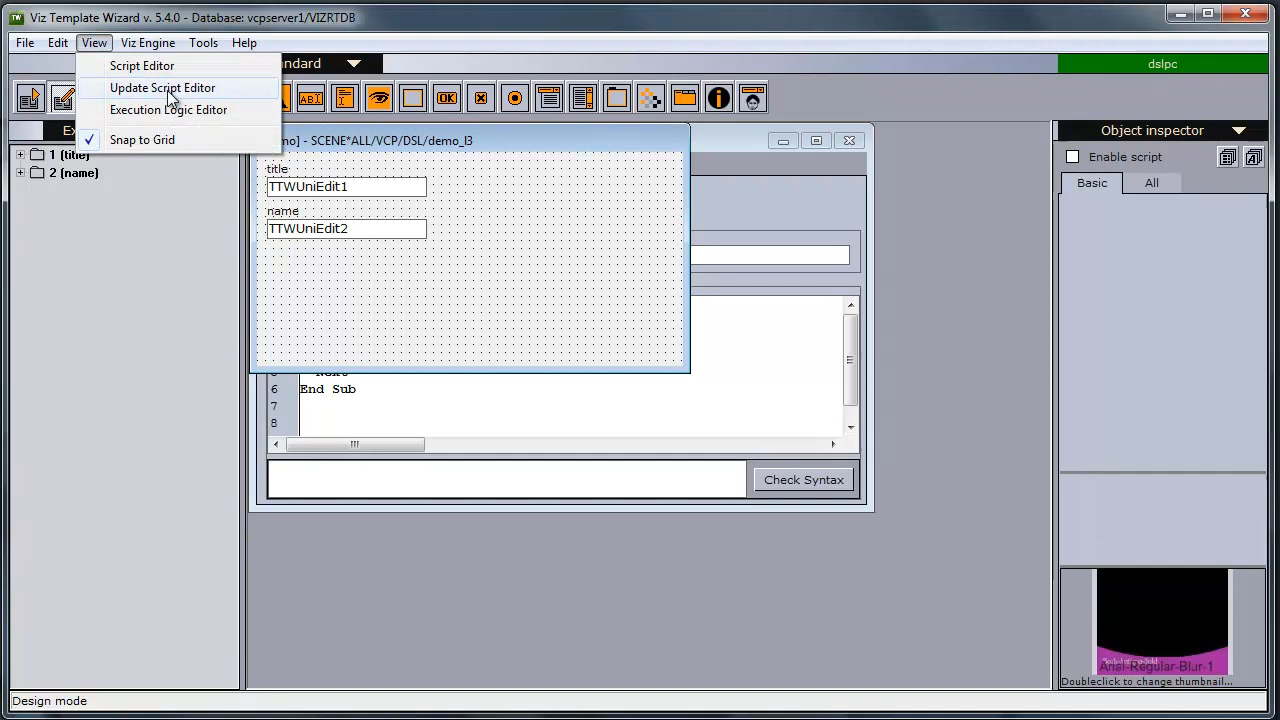 Viz Template Wizard v. 5.4.0 - Database: vcpserver1/VIZRTDB
File Edit View Viz Engine Tools Help
Script Editor
Update Script Editor
Execution Logic Editor
Snap to Grid
ndard
dslpc
Ex
1 (title)
2 (name)
mo] - SCENE*ALL/VCP/DSL/demo_l3
title
TTWUniEdit1
name
TTWUniEdit2
6 End Sub
7
8
Check Syntax
Object inspector
Enable script
Basic All
Arial-Regular-Blur-1
Doubleclick to change thumbnail...
Design mode